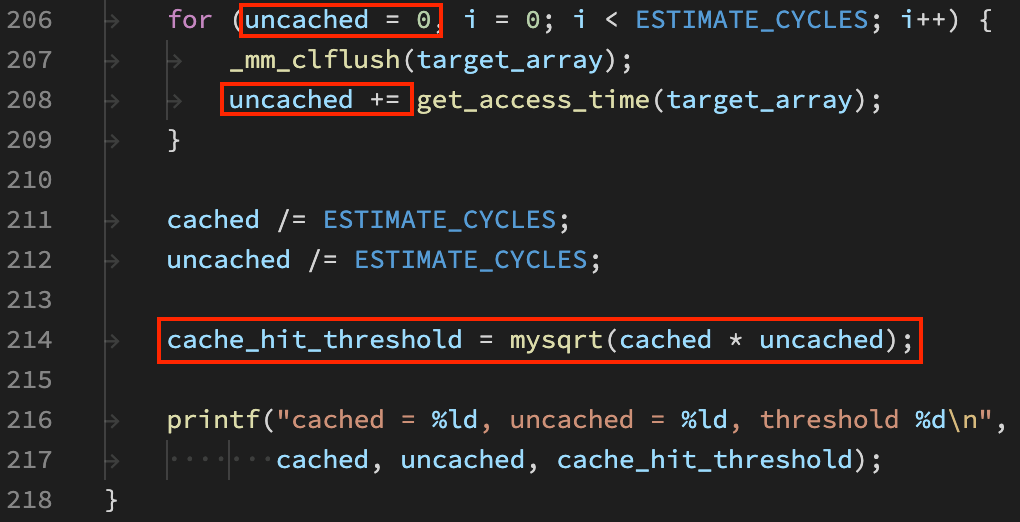 206 for (uncached = 0, i = 0; i < ESTIMATE_CYCLES; i++) {
207 _mm_clflush(target_array);
208 uncached += get_access_time(target_array);
209 }
210
211 cached /= ESTIMATE_CYCLES;
212 uncached /= ESTIMATE_CYCLES;
213
214 cache_hit_threshold = mysqrt(cached * uncached);
215
216 printf("cached = %ld, uncached = %ld, threshold %d\n",
217 cached, uncached, cache_hit_threshold);
218 }